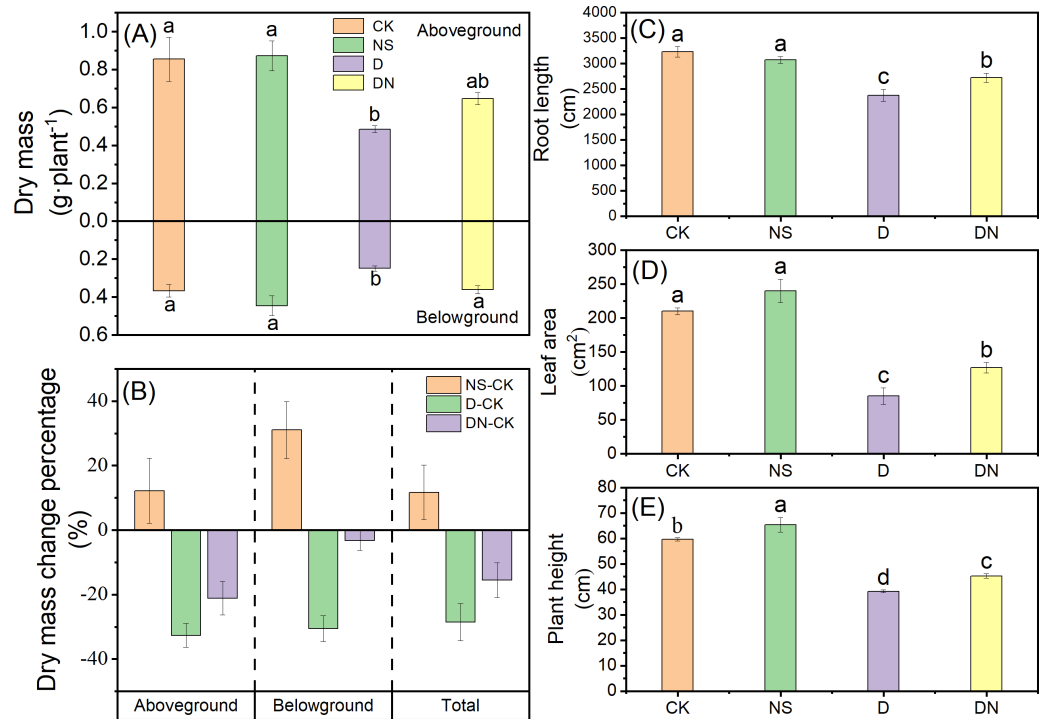 (A)
CK
NS
D
DN
Aboveground
a
a
b
ab
1.0
0.8
0.6
0.4
0.2
0.0
0.2
0.4
0.6
Dry mass
(g·plant⁻¹)
a
a
b
a
Belowground
(B)
NS-CK
D-CK
DN-CK
40
20
0
-20
-40
Dry mass change percentage
(%)
Aboveground
Belowground
Total
(C)
4000
3500
3000
2500
2000
1500
1000
500
0
Root length
(cm)
a
a
c
b
CK
NS
D
DN
(D)
250
200
150
100
50
0
Leaf area
(cm²)
a
a
c
b
CK
NS
D
DN
(E)
80
70
60
50
40
30
20
10
0
Plant height
(cm)
b
a
d
c
CK
NS
D
DN